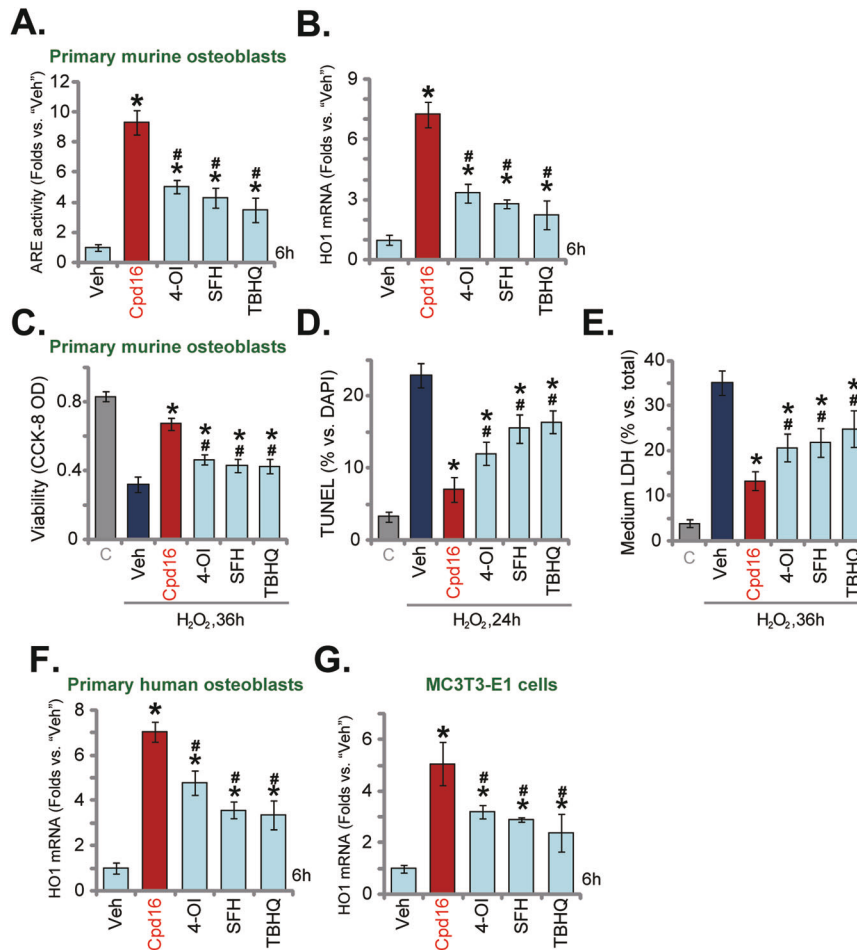 A.
Primary murine osteoblasts
ARE activity (Folds vs. “Veh”)
12
10
8
6
4
2
0
*
#
*
#
*
#
*
6h
Veh
Cpd16
4-OI
SFH
TBHQ
B.
HO1 mRNA (Folds vs. “Veh”)
9
6
3
0
*
#
*
#
*
#
*
6h
Veh
Cpd16
4-OI
SFH
TBHQ
C.
Primary murine osteoblasts
Viability (CCK-8 OD)
0.8
0.4
0
*
*
#
*
#
*
#
C
Veh
Cpd16
4-OI
SFH
TBHQ
H₂O₂,36h
D.
TUNEL (% vs. DAPI)
20
10
0
*
*
#
*
#
*
#
C
Veh
Cpd16
4-OI
SFH
TBHQ
H₂O₂,24h
E.
Medium LDH (% vs. total)
40
30
20
10
0
*
*
#
*
#
*
#
C
Veh
Cpd16
4-OI
SFH
TBHQ
H₂O₂,36h
F.
Primary human osteoblasts
HO1 mRNA (Folds vs. “Veh”)
8
6
4
2
0
*
#
*
#
*
#
*
6h
Veh
Cpd16
4-OI
SFH
TBHQ
G.
MC3T3-E1 cells
HO1 mRNA (Folds vs. “Veh”)
6
4
2
0
*
#
*
#
*
#
*
6h
Veh
Cpd16
4-OI
SFH
TBHQ